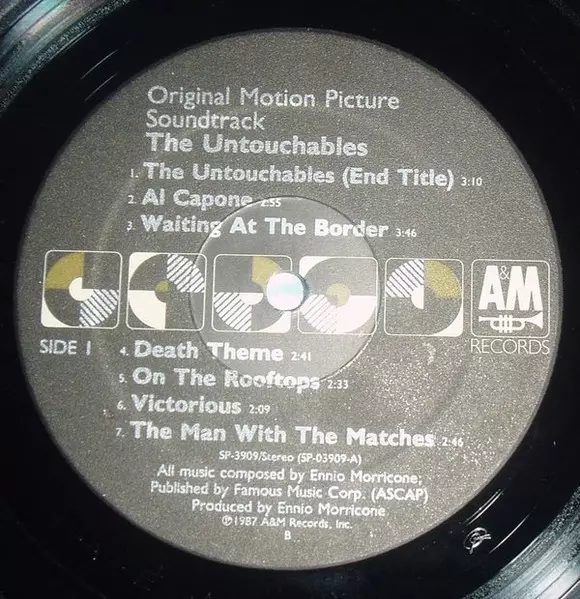 Original Motion Picture
Soundtrack
The Untouchables
1. The Untouchables (End Title) 3:10
2. Al Capone 2:55
3. Waiting At The Border 3:46
A&M
RECORDS
SIDE 1
4. Death Theme 2:41
5. On The Rooftops 2:33
6. Victorious 2:09
7. The Man With The Matches 2:46
SP-3909/Stereo (SP-03909-A)
All music composed by Ennio Morricone;
Published by Famous Music Corp. (ASCAP)
Produced by Ennio Morricone
℗1987 A&M Records, Inc.
B